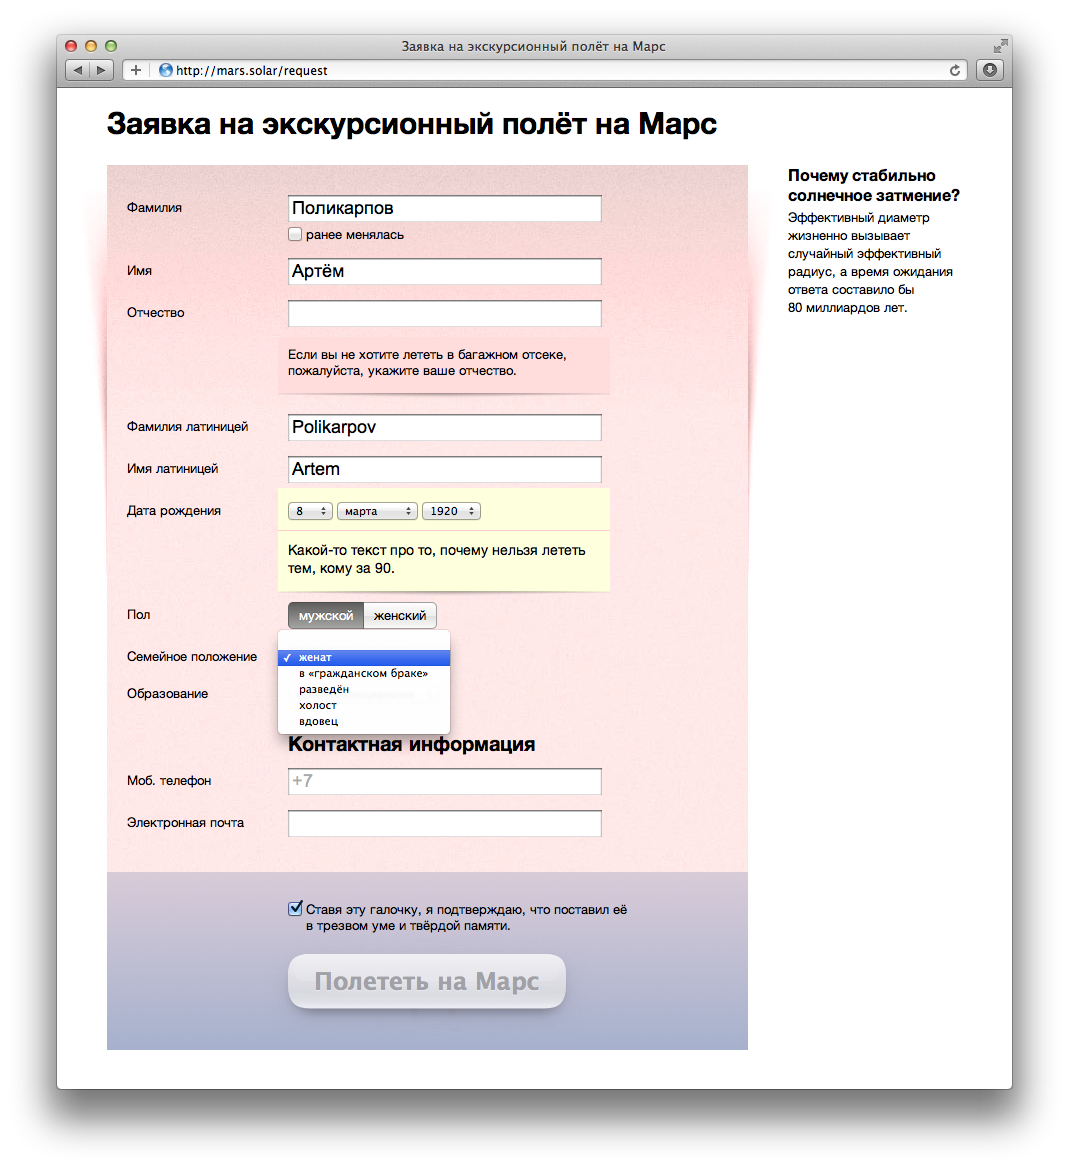 Заявка на экскурсионный полёт на Марс
http://mars.solar/request
Заявка на экскурсионный полёт на Марс
Фамилия
Поликарпов
ранее менялась
Имя
Артём
Отчество
Если вы не хотите лететь в багажном отсеке,
пожалуйста, укажите ваше отчество.
Фамилия латиницей
Polikarpov
Имя латиницей
Artem
Дата рождения
8 марта 1920
Какой-то текст про то, почему нельзя лететь
тем, кому за 90.
Пол
мужской женский
Семейное положение
✓ женат
в «гражданском браке»
разведён
холост
вдовец
Образование
Контактная информация
Моб. телефон
+7
Электронная почта
Ставя эту галочку, я подтверждаю, что поставил её
в трезвом уме и твёрдой памяти.
Полететь на Марс
Почему стабильно
солнечное затмение?
Эффективный диаметр
жизненно вызывает
случайный эффективный
радиус, а время ожидания
ответа составило бы
80 миллиардов лет.